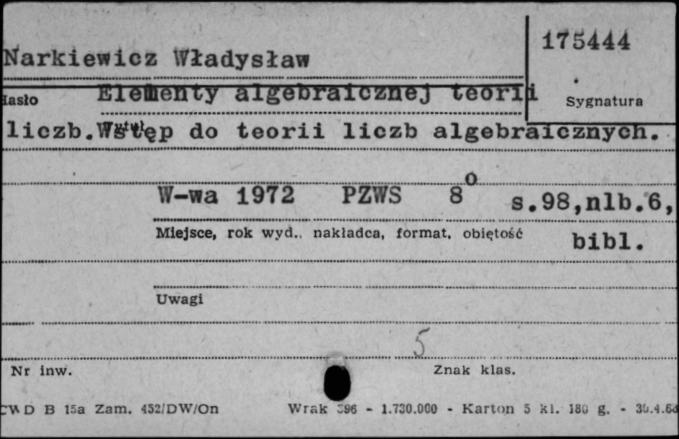 175444
Narkiewicz Władysław
Hasło Elementy algebraicznej teorii Sygnatura
liczb. Wstęp do teorii liczb algebraicznych.
W-wa 1972 PZWS 8° s.98,nlb.6,
Miejsce, rok wyd., nakładca, format, objętość bibl.
Uwagi
5
Nr inw. Znak klas.
CWD B 15a Zam. 452/DW/On Wrak 396 - 1.730.000 - Karton 5 kl. 180 g. - 30.4.68